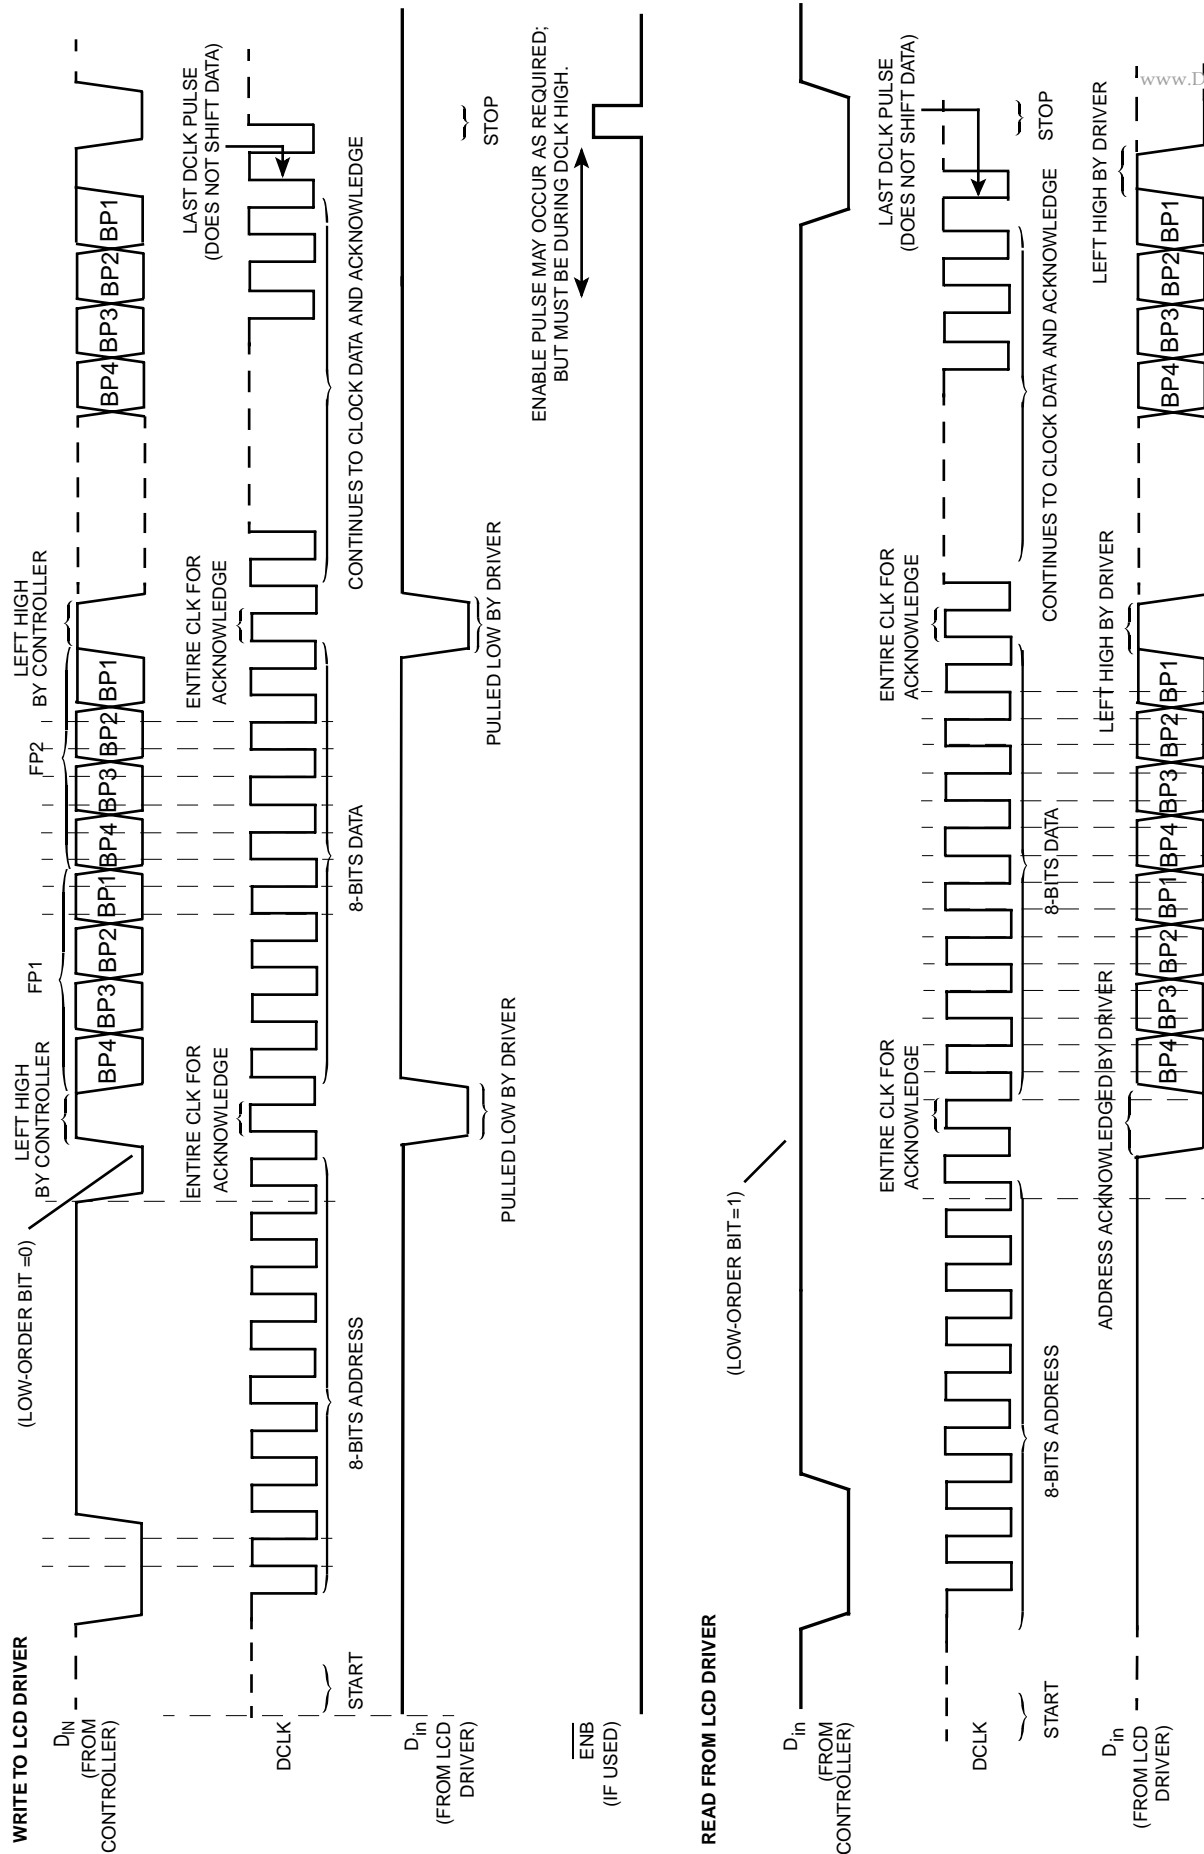 WRITE TO LCD DRIVER
DIN
(FROM
CONTROLLER)
(LOW-ORDER BIT =0)
LEFT HIGH
BY CONTROLLER
FP1
FP2
LEFT HIGH
BY CONTROLLER
BP4 BP3 BP2 BP1 BP4 BP3 BP2 BP1
BP4 BP3 BP2 BP1
DCLK
START
8-BITS ADDRESS
ENTIRE CLK FOR
ACKNOWLEDGE
8-BITS DATA
ENTIRE CLK FOR
ACKNOWLEDGE
CONTINUES TO CLOCK DATA AND ACKNOWLEDGE
LAST DCLK PULSE
(DOES NOT SHIFT DATA)
STOP
Din
(FROM LCD
DRIVER)
PULLED LOW BY DRIVER
PULLED LOW BY DRIVER
ENB
(IF USED)
ENABLE PULSE MAY OCCUR AS REQUIRED;
BUT MUST BE DURING DCLK HIGH.
READ FROM LCD DRIVER
Din
(FROM
CONTROLLER)
(LOW-ORDER BIT=1)
DCLK
START
8-BITS ADDRESS
ENTIRE CLK FOR
ACKNOWLEDGE
8-BITS DATA
ENTIRE CLK FOR
ACKNOWLEDGE
CONTINUES TO CLOCK DATA AND ACKNOWLEDGE
LAST DCLK PULSE
(DOES NOT SHIFT DATA)
STOP
Din
(FROM LCD
DRIVER)
ADDRESS ACKNOWLEDGED BY DRIVER
LEFT HIGH BY DRIVER
LEFT HIGH BY DRIVER
BP4 BP3 BP2 BP1 BP4 BP3 BP2 BP1
BP4 BP3 BP2 BP1
www.D